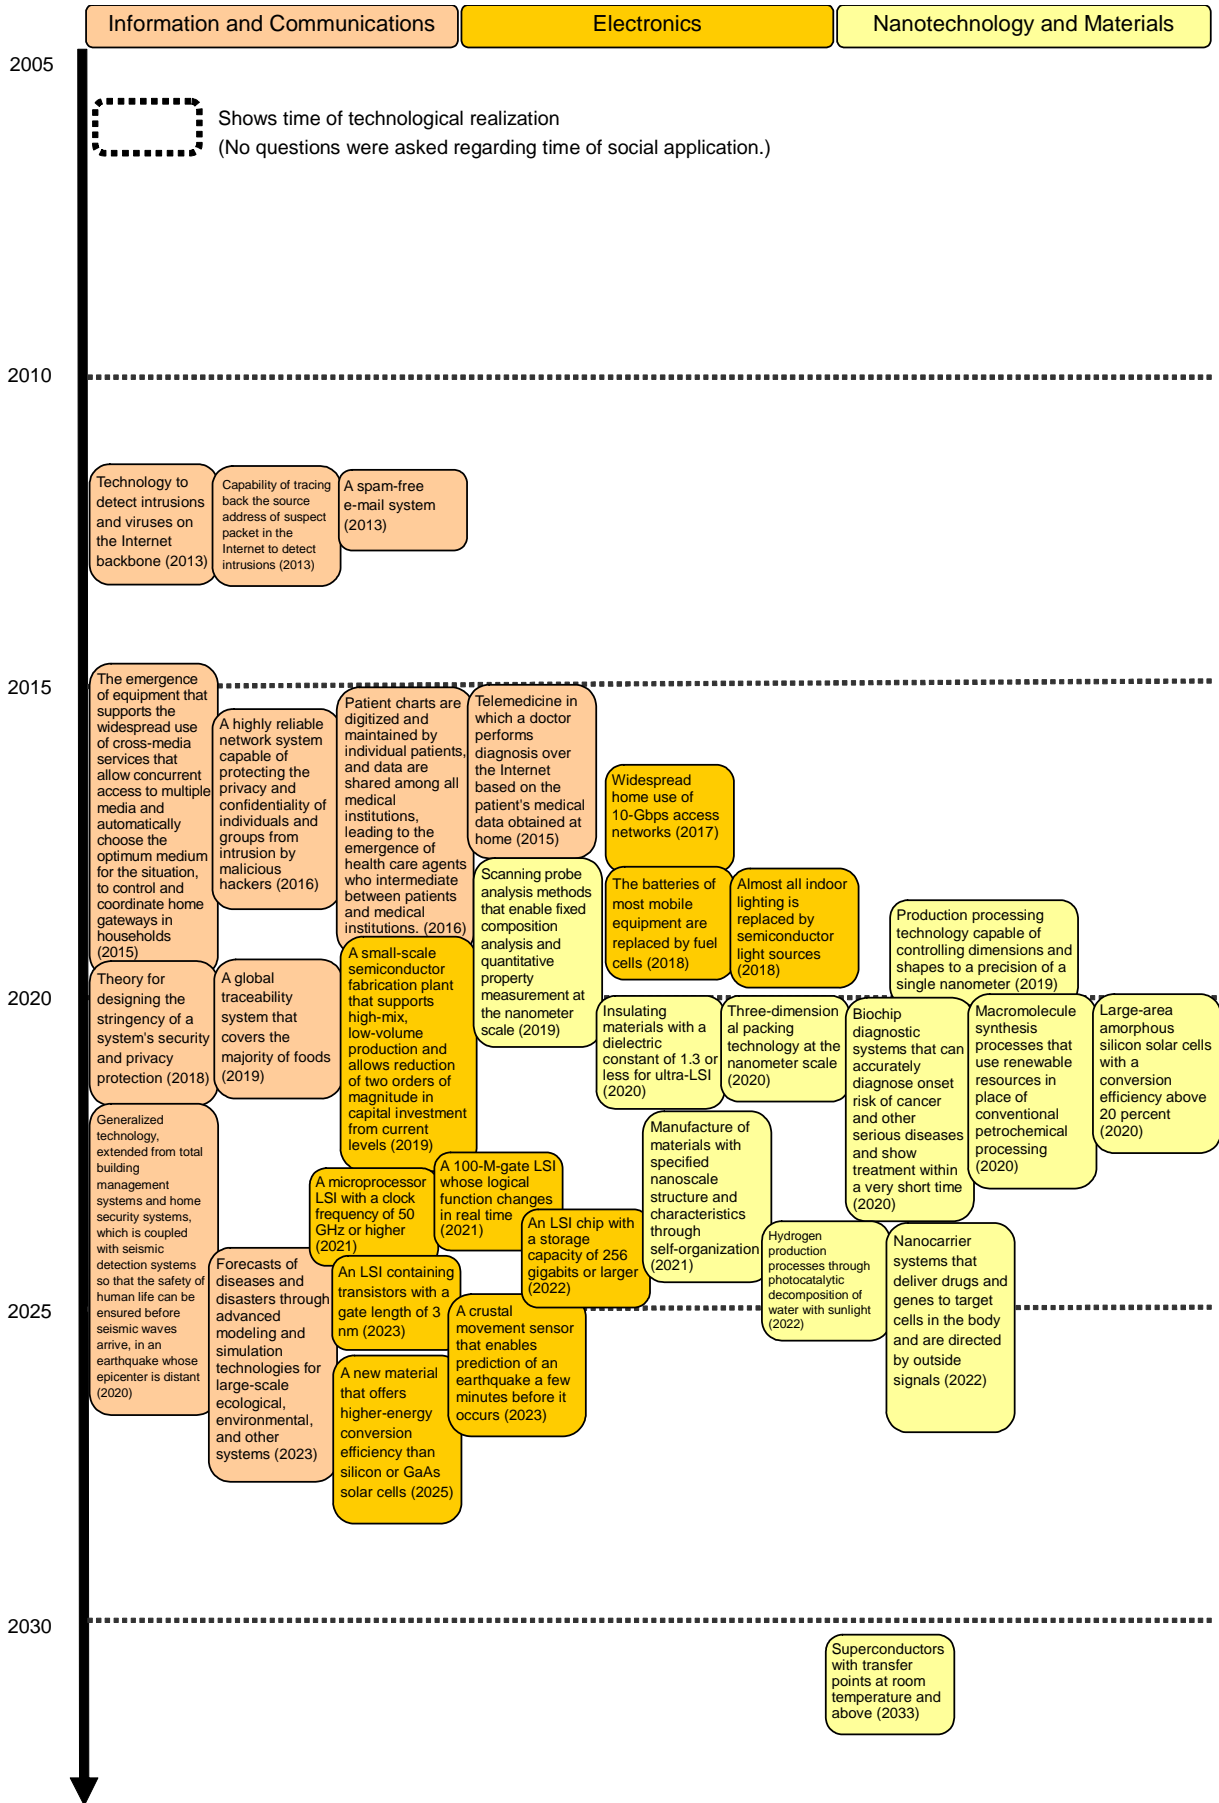 Information and Communications
Electronics
Nanotechnology and Materials
2005
Shows time of technological realization
(No questions were asked regarding time of social application.)
2010
Technology to
detect intrusions
and viruses on
the Internet
backbone (2013)
Capability of tracing
back the source
address of suspect
packet in the
Internet to detect
intrusions (2013)
A spam-free
e-mail system
(2013)
2015
The emergence
of equipment that
supports the
widespread use
of cross-media
services that
allow concurrent
access to multiple
media and
automatically
choose the
optimum medium
for the situation,
to control and
coordinate home
gateways in
households
(2015)
A highly reliable
network system
capable of
protecting the
privacy and
confidentiality of
individuals and
groups from
intrusion by
malicious
hackers (2016)
Patient charts are
digitized and
maintained by
individual patients,
and data are
shared among all
medical
institutions,
leading to the
emergence of
health care agents
who intermediate
between patients
and medical
institutions. (2016)
Telemedicine in
which a doctor
performs
diagnosis over
the Internet
based on the
patient's medical
data obtained at
home (2015)
Widespread
home use of
10-Gbps access
networks (2017)
Scanning probe
analysis methods
that enable fixed
composition
analysis and
quantitative
property
measurement at
the nanometer
scale (2019)
The batteries of
most mobile
equipment are
replaced by fuel
cells (2018)
Almost all indoor
lighting is
replaced by
semiconductor
light sources
(2018)
Production processing
technology capable of
controlling dimensions and
shapes to a precision of a
single nanometer (2019)
2020
Theory for
designing the
stringency of a
system's security
and privacy
protection (2018)
A global
traceability
system that
covers the
majority of foods
(2019)
A small-scale
semiconductor
fabrication plant
that supports
high-mix,
low-volume
production and
allows reduction
of two orders of
magnitude in
capital investment
from current
levels (2019)
Insulating
materials with a
dielectric
constant of 1.3 or
less for ultra-LSI
(2020)
Three-dimension
al packing
technology at the
nanometer scale
(2020)
Biochip
diagnostic
systems that can
accurately
diagnose onset
risk of cancer
and other
serious diseases
and show
treatment within
a very short time
(2020)
Macromolecule
synthesis
processes that
use renewable
resources in
place of
conventional
petrochemical
processing
(2020)
Large-area
amorphous
silicon solar cells
with a
conversion
efficiency above
20 percent
(2020)
Generalized
technology,
extended from total
building
management
systems and home
security systems,
which is coupled
with seismic
detection systems
so that the safety of
human life can be
ensured before
seismic waves
arrive, in an
earthquake whose
epicenter is distant
(2020)
Manufacture of
materials with
specified
nanoscale
structure and
characteristics
through
self-organization
(2021)
A microprocessor
LSI with a clock
frequency of 50
GHz or higher
(2021)
A 100-M-gate LSI
whose logical
function changes
in real time
(2021)
An LSI chip with
a storage
capacity of 256
gigabits or larger
(2022)
Hydrogen
production
processes through
photocatalytic
decomposition of
water with sunlight
(2022)
Nanocarrier
systems that
deliver drugs and
genes to target
cells in the body
and are directed
by outside
signals (2022)
2025
Forecasts of
diseases and
disasters through
advanced
modeling and
simulation
technologies for
large-scale
ecological,
environmental,
and other
systems (2023)
An LSI containing
transistors with a
gate length of 3
nm (2023)
A crustal
movement sensor
that enables
prediction of an
earthquake a few
minutes before it
occurs (2023)
A new material
that offers
higher-energy
conversion
efficiency than
silicon or GaAs
solar cells (2025)
2030
Superconductors
with transfer
points at room
temperature and
above (2033)